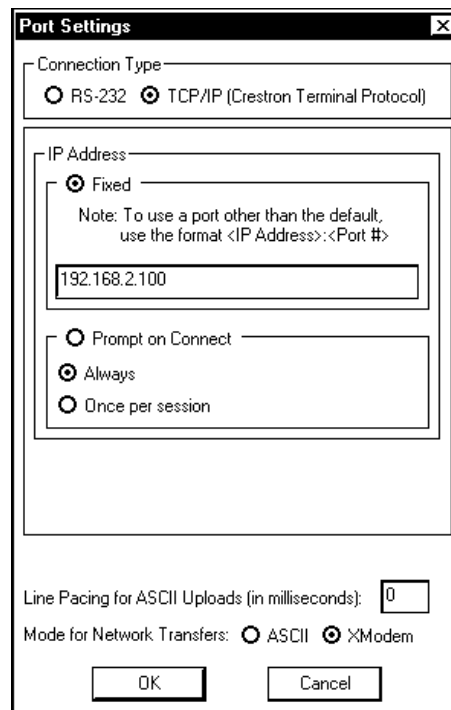 Port Settings
Connection Type
RS-232 TCP/IP (Crestron Terminal Protocol)
IP Address
Fixed
Note: To use a port other than the default,
use the format <IP Address>:<Port #>
192.168.2.100
Prompt on Connect
Always
Once per session
Line Pacing for ASCII Uploads (in milliseconds): 0
Mode for Network Transfers: ASCII XModem
OK Cancel